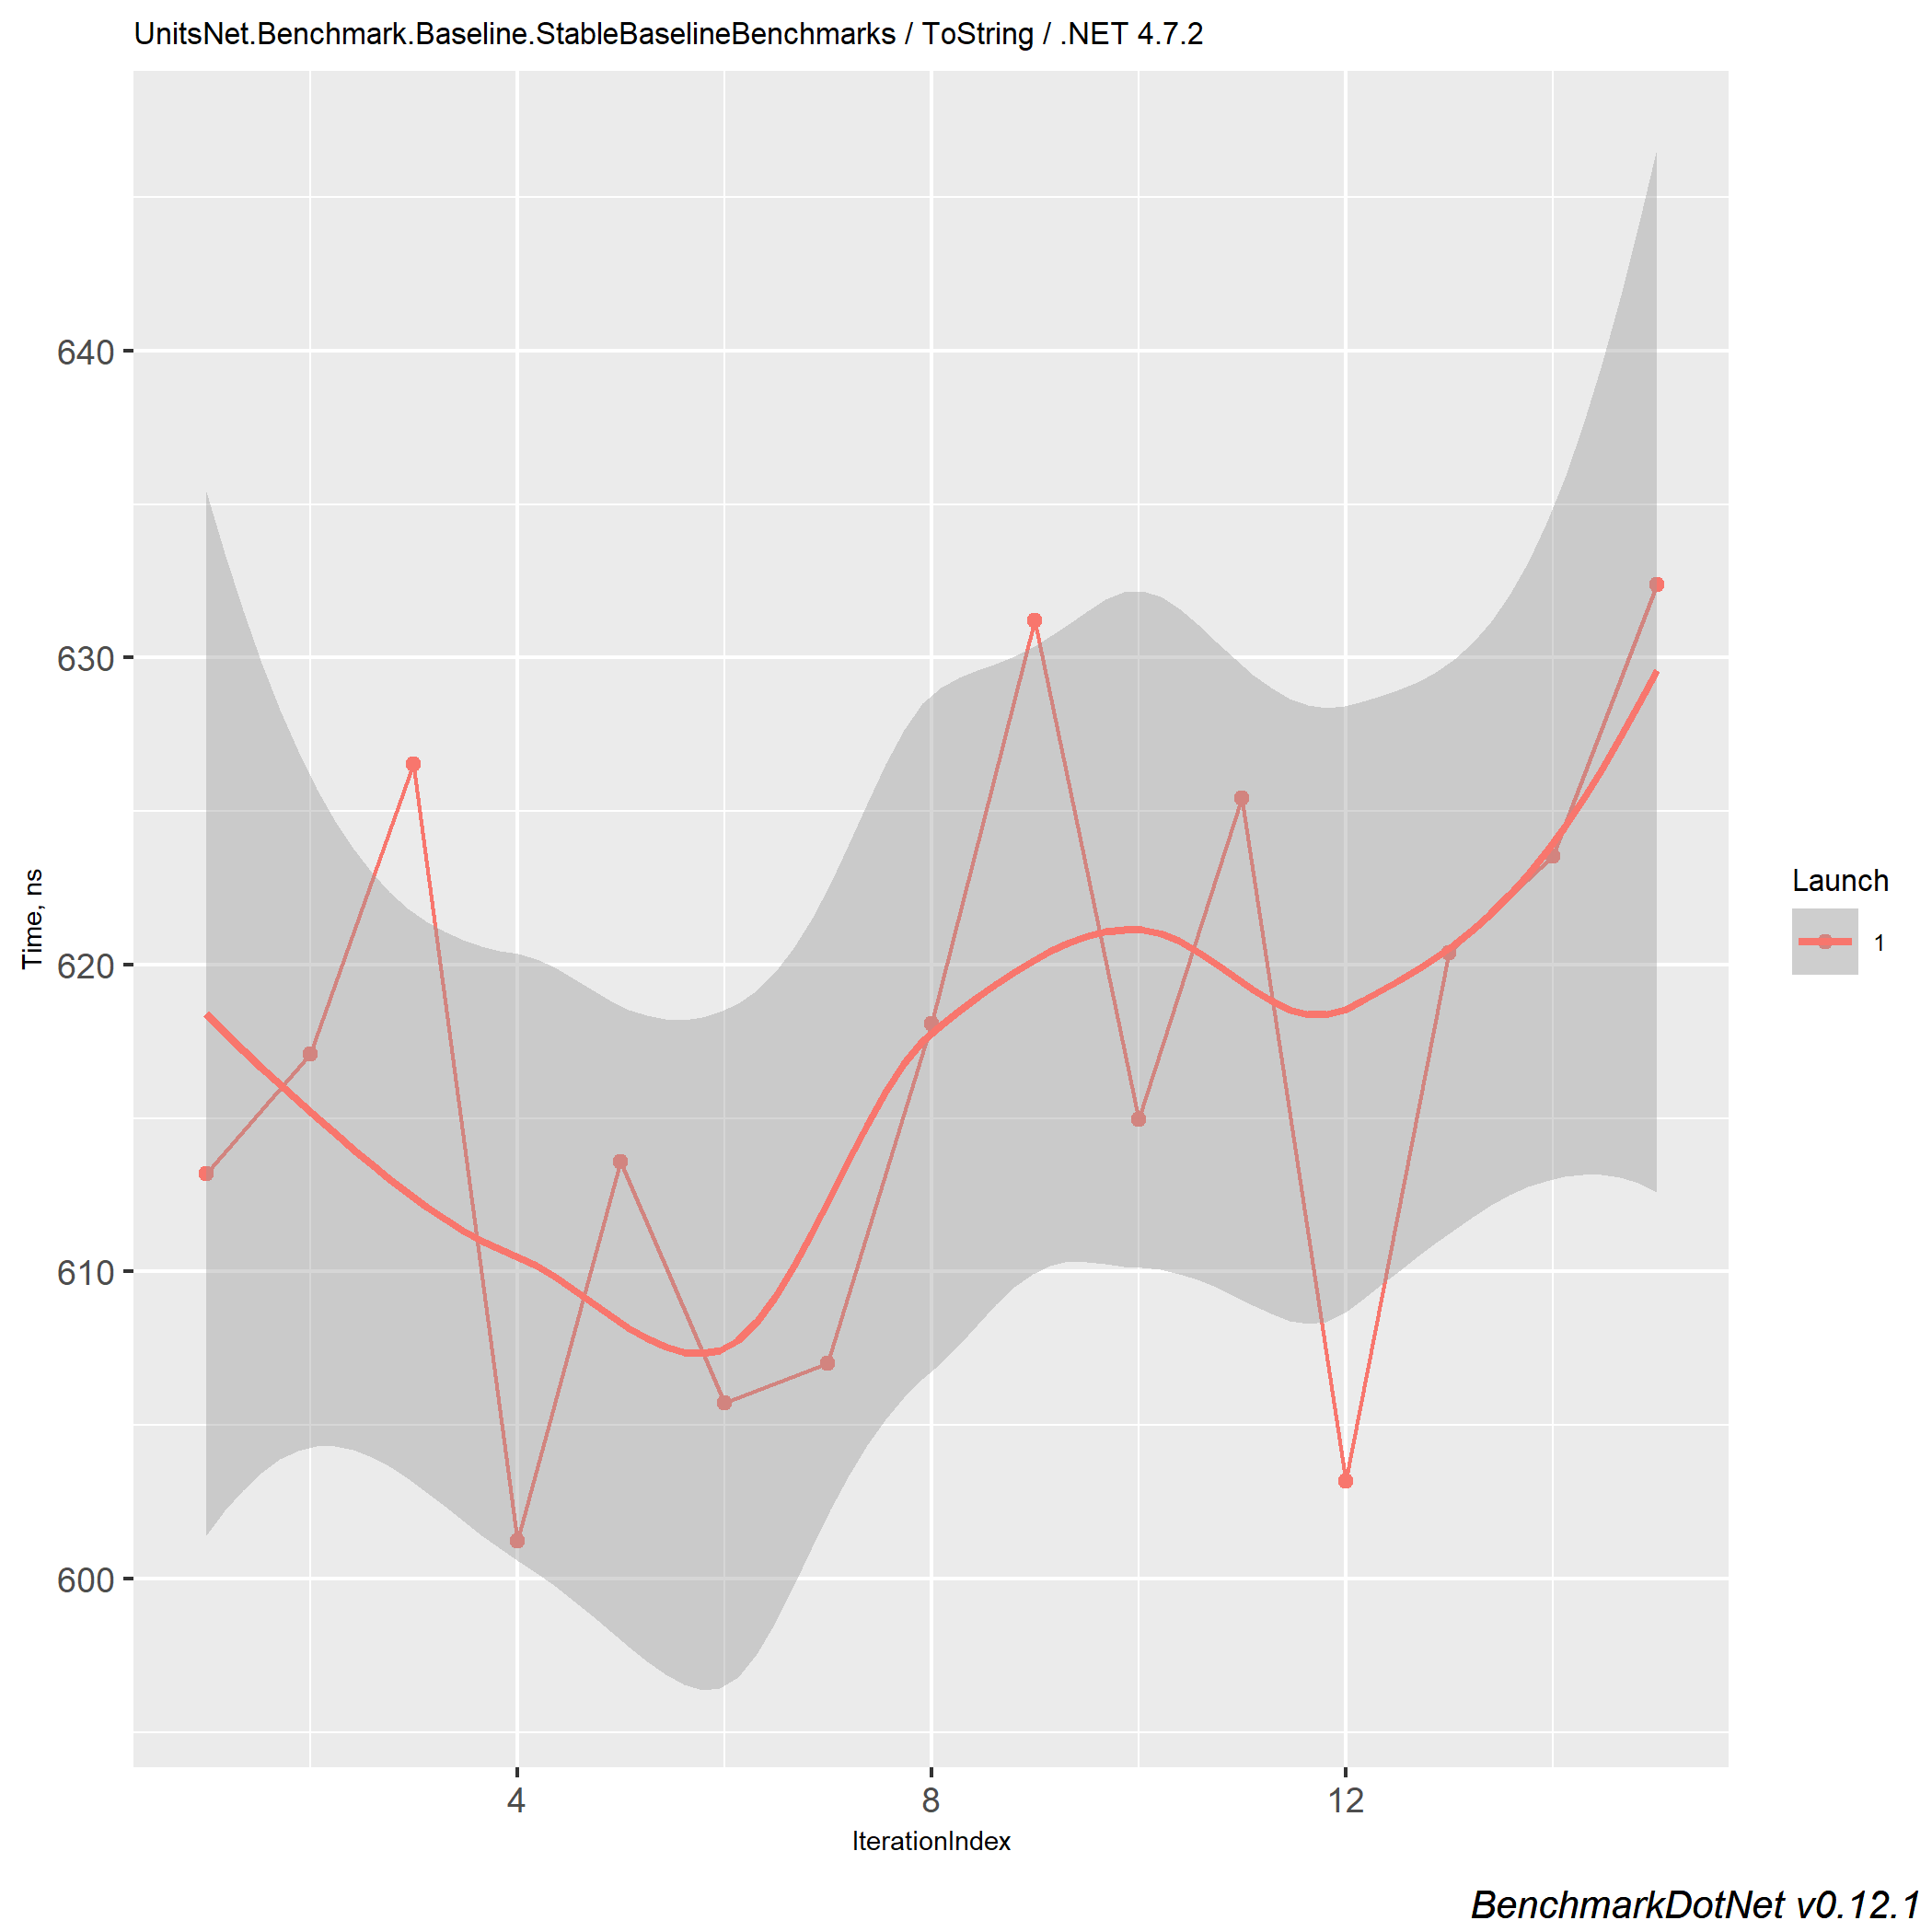 UnitsNet.Benchmark.Baseline.StableBaselineBenchmarks / ToString / .NET 4.7.2
640
630
620
610
600
Time, ns
4 8 12
IterationIndex
Launch
1
BenchmarkDotNet v0.12.1